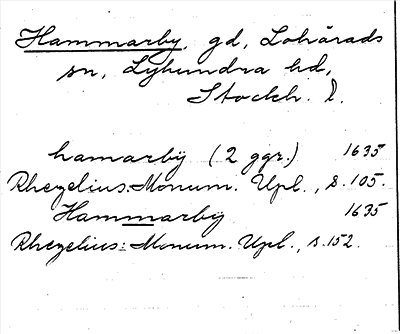 Hammarby, gd, Lohärads
sn, Lyhundra hd,
Stockh. l.
hamarbÿ (2 ggr.) 1635
Rhezelius: Monum. Upl., s. 105.
Hammarbÿ 1635
Rhezelius: Monum. Upl., s. 152.